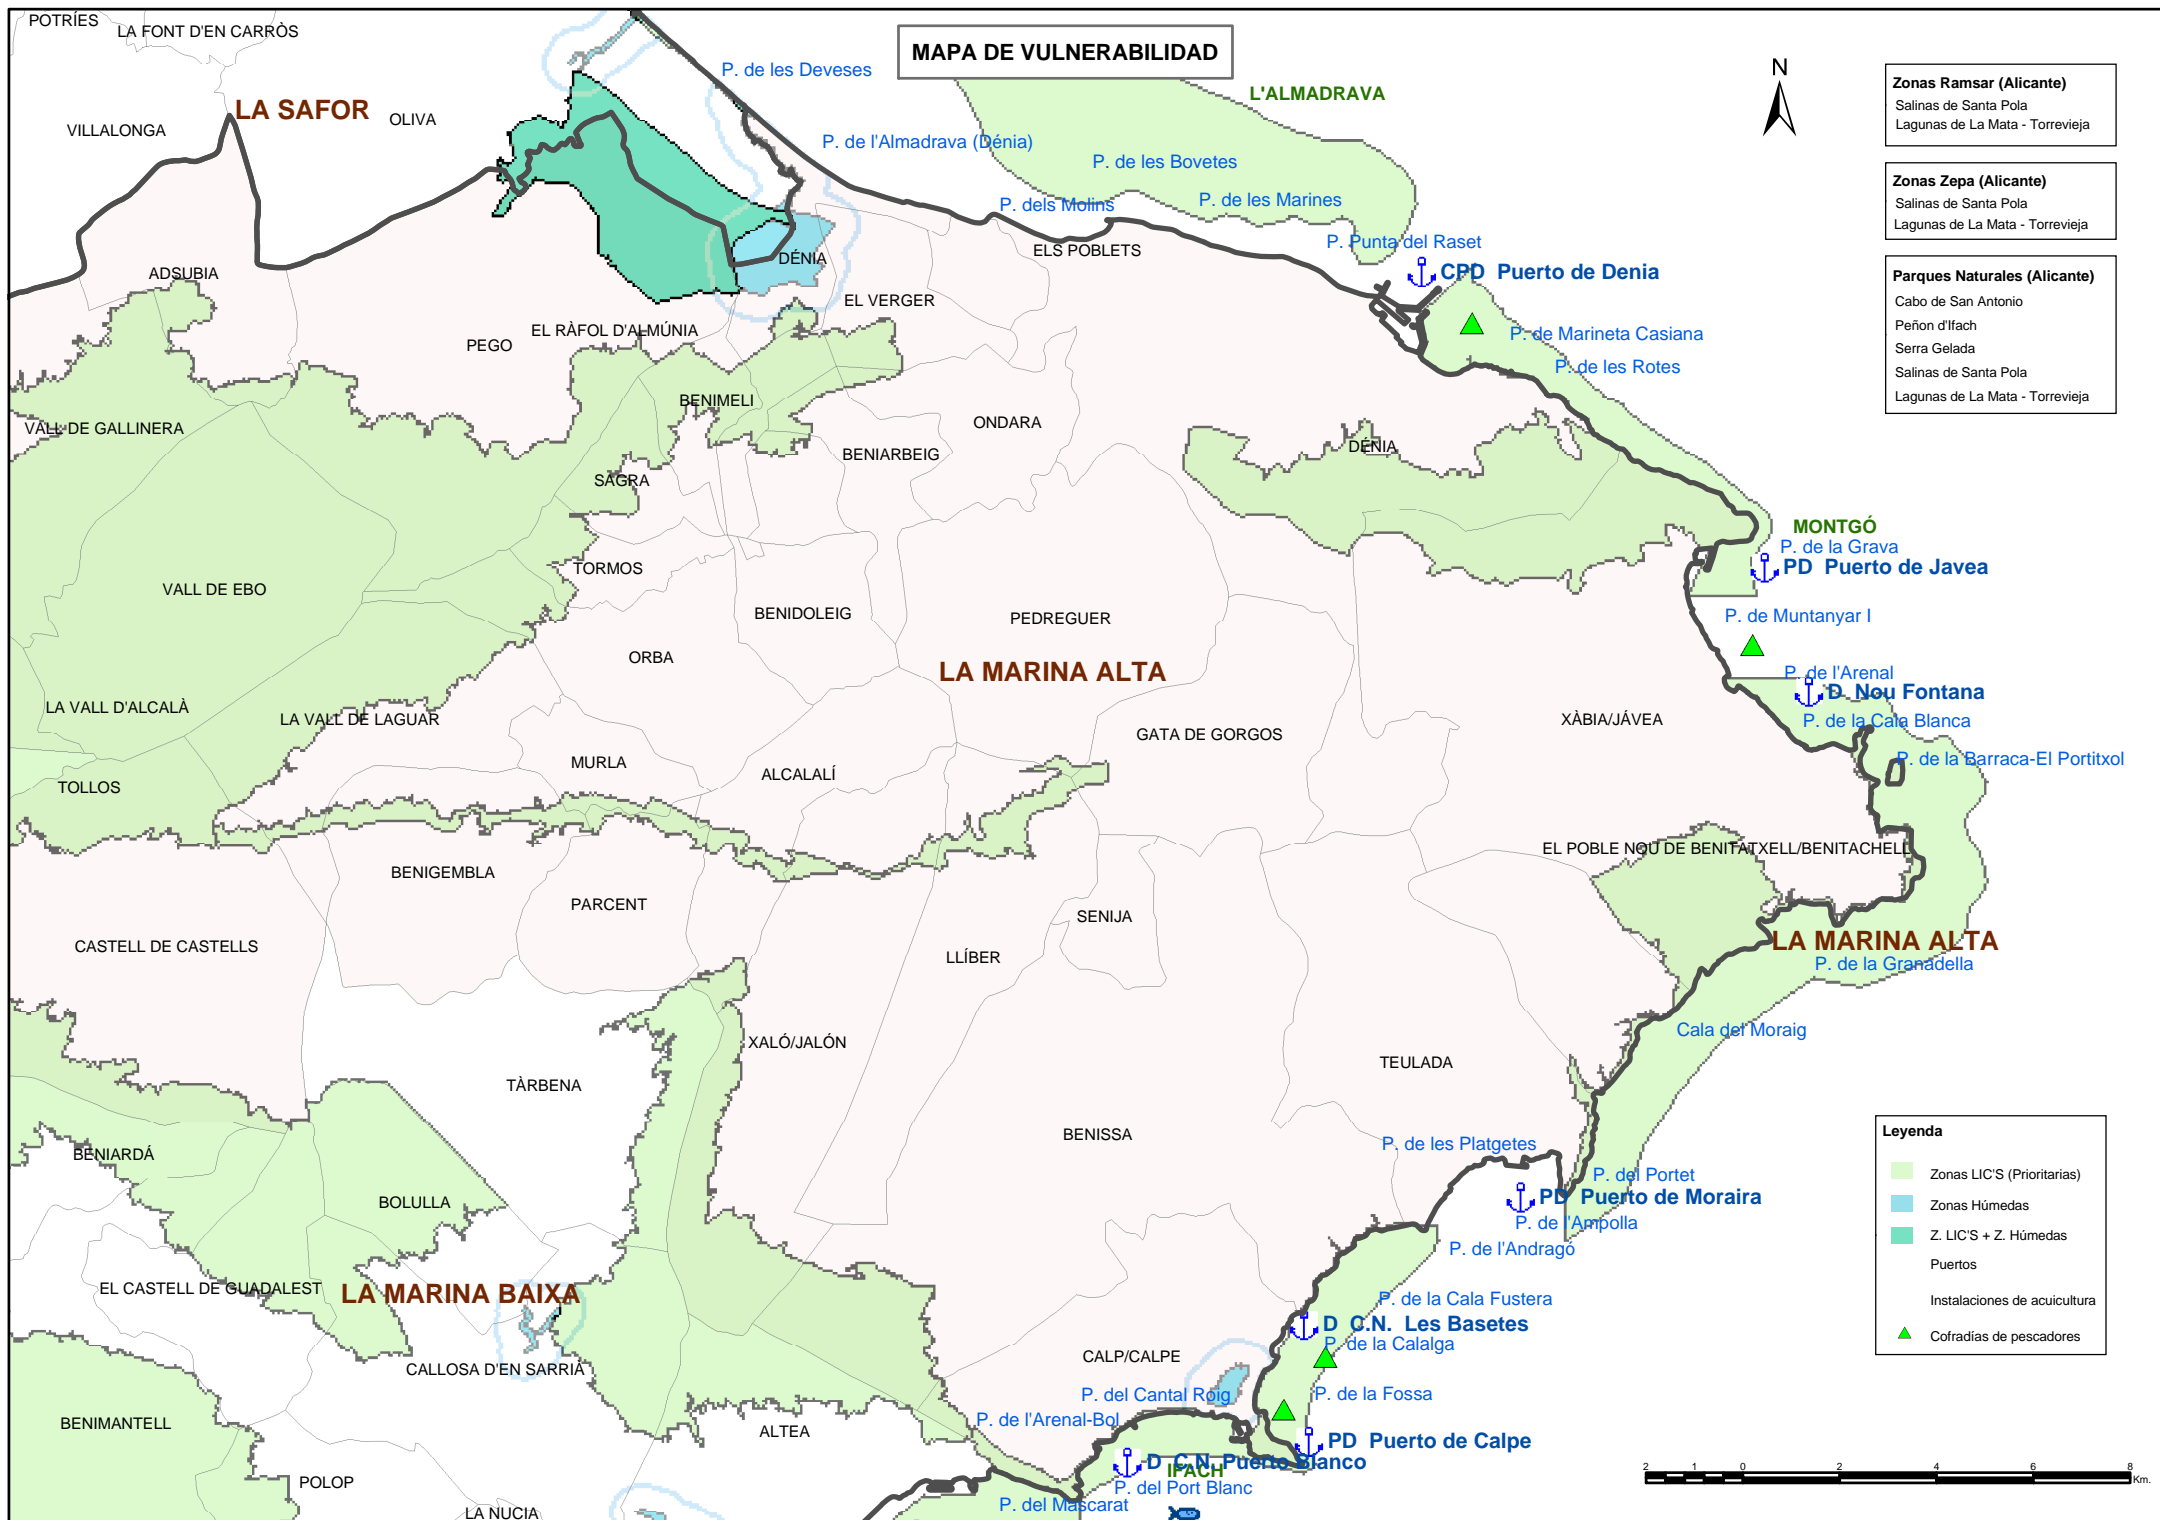 POTRÍES
LA FONT D'EN CARRÒS
MAPA DE VULNERABILIDAD
N
P. de les Deveses
L'ALMADRAVA
LA SAFOR
OLIVA
VILLALONGA
P. de l'Almadrava (Dénia)
P. de les Bovetes
P. dels Molins
P. de les Marines
Zonas Ramsar (Alicante)
Salinas de Santa Pola
Lagunas de La Mata - Torrevieja
Zonas Zepa (Alicante)
Salinas de Santa Pola
Lagunas de La Mata - Torrevieja
Parques Naturales (Alicante)
Cabo de San Antonio
Peñon d'Ifach
Serra Gelada
Salinas de Santa Pola
Lagunas de La Mata - Torrevieja
P. Punta del Raset
ELS POBLETS
DÉNIA
ADSUBIA
CPD Puerto de Denia
EL VERGER
EL RÀFOL D'ALMÚNIA
PEGO
P. de Marineta Casiana
P. de les Rotes
BENIMELI
VALL DE GALLINERA
ONDARA
DÉNIA
BENIARBEIG
SAGRA
MONTGÓ
P. de la Grava
PD Puerto de Javea
TORMOS
VALL DE EBO
BENIDOLEIG
PEDREGUER
P. de Muntanyar I
ORBA
LA MARINA ALTA
P. de l'Arenal
D Nou Fontana
LA VALL D'ALCALÀ
LA VALL DE LAGUAR
XÀBIA/JÁVEA
P. de la Cala Blanca
GATA DE GORGOS
P. de la Barraca-El Portitxol
MURLA
ALCALALÍ
TOLLOS
EL POBLE NOU DE BENITATXELL/BENITACHELL
BENIGEMBLA
PARCENT
SENIJA
CASTELL DE CASTELLS
LLÍBER
LA MARINA ALTA
P. de la Granadella
Cala del Moraig
XALÓ/JALÓN
TEULADA
TÀRBENA
BENISSA
P. de les Platgetes
BENIARDÁ
P. del Portet
BOLULLA
PD Puerto de Moraira
P. de l'Ampolla
P. de l'Andragó
Leyenda
Zonas LIC'S (Prioritarias)
Zonas Húmedas
Z. LIC'S + Z. Húmedas
Puertos
Instalaciones de acuicultura
Cofradías de pescadores
EL CASTELL DE GUADALEST
LA MARINA BAIXA
P. de la Cala Fustera
D C.N. Les Basetes
P. de la Calalga
CALP/CALPE
CALLOSA D'EN SARRIÀ
P. del Cantal Roig
P. de la Fossa
P. de l'Arenal-Bol
BENIMANTELL
ALTEA
PD Puerto de Calpe
D C.N. Puerto Blanco
IFACH
POLOP
P. del Port Blanc
P. del Mascarat
LA NUCIA
2 1 0 2 4 6 8
Km.